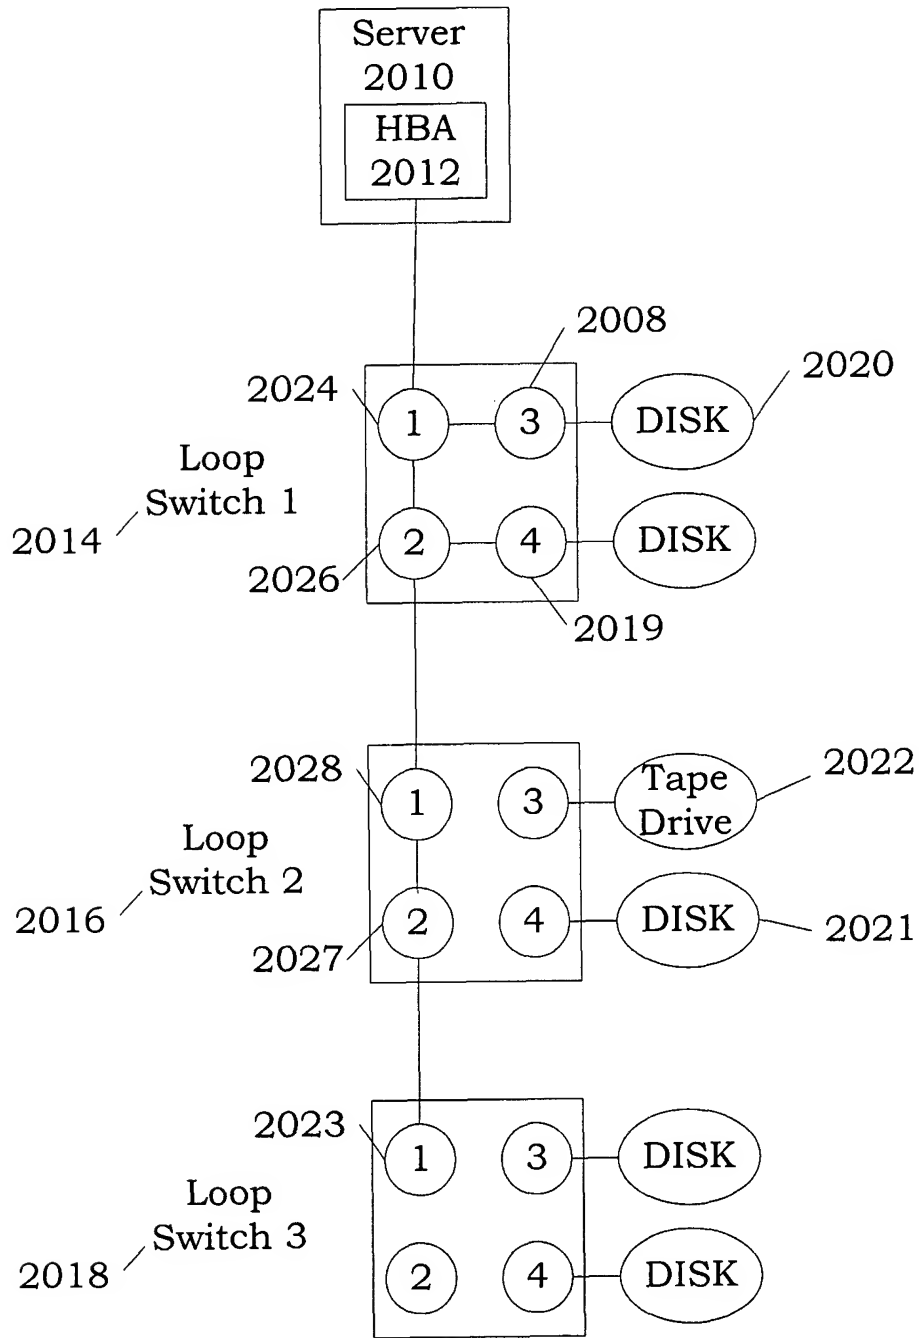 Server
2010
HBA
2012
2008
2020
2024
1
3
DISK
Loop
Switch 1
2014
2
4
DISK
2026
2019
2028
1
3
Tape
Drive
2022
Loop
Switch 2
2016
2
4
DISK
2021
2027
2023
1
3
DISK
Loop
Switch 3
2018
2
4
DISK